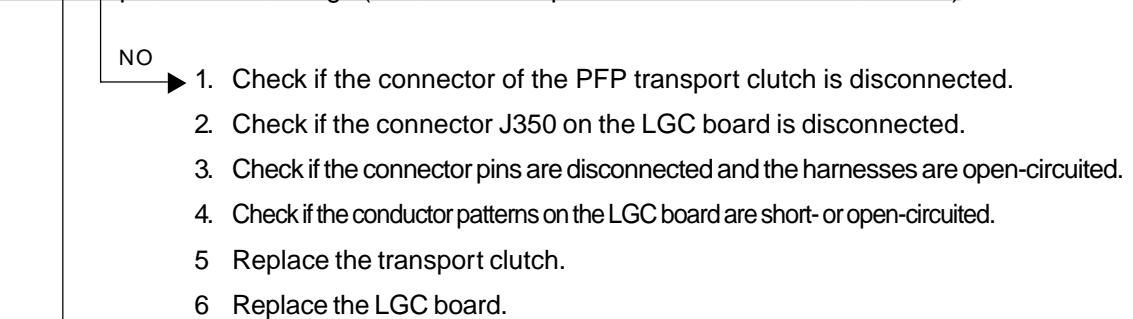 NO
1. Check if the connector of the PFP transport clutch is disconnected.
2. Check if the connector J350 on the LGC board is disconnected.
3. Check if the connector pins are disconnected and the harnesses are open-circuited.
4. Check if the conductor patterns on the LGC board are short- or open-circuited.
5 Replace the transport clutch.
6 Replace the LGC board.